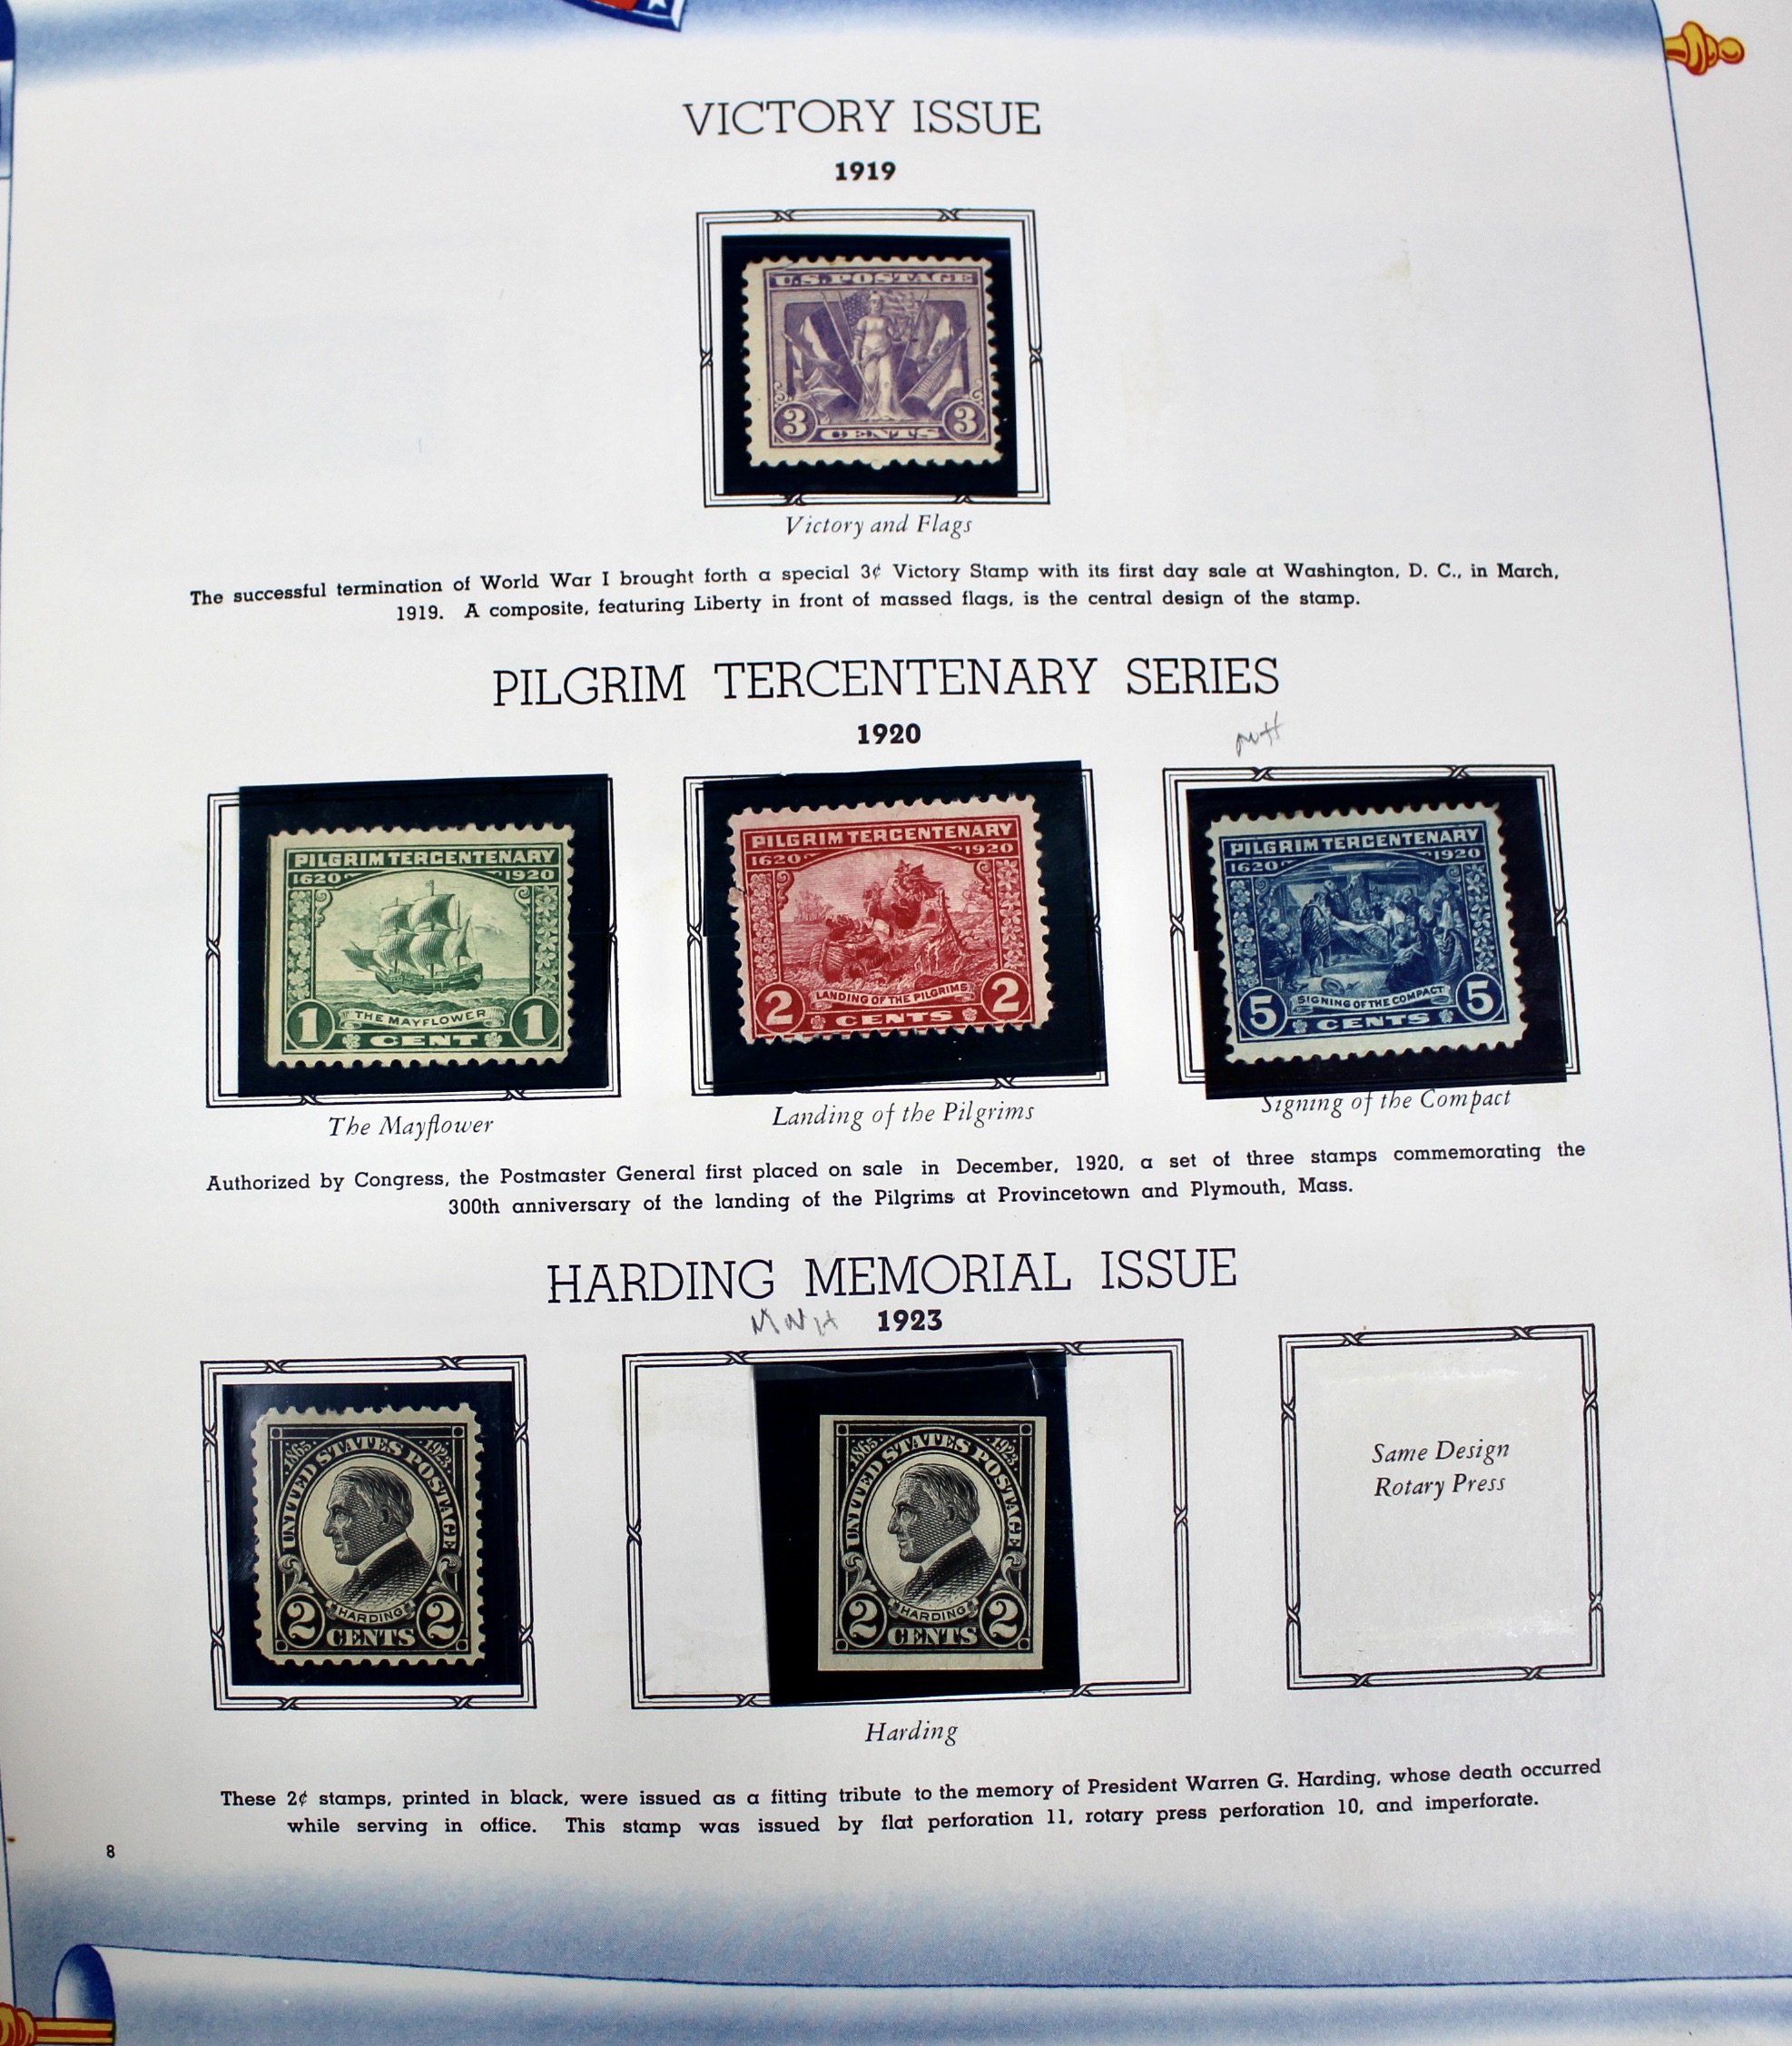 VICTORY ISSUE
1919
U.S. POSTAGE
3 3
CENTS
Victory and Flags
The successful termination of World War I brought forth a special 3¢ Victory Stamp with its first day sale at Washington, D. C., in March,
1919. A composite, featuring Liberty in front of massed flags, is the central design of the stamp.
PILGRIM TERCENTENARY SERIES
1920
PILGRIM TERCENTENARY
1620 1920
THE MAYFLOWER
1 1
CENT
The Mayflower
PILGRIM TERCENTENARY
1620 1920
LANDING OF THE PILGRIMS
2 2
CENTS
Landing of the Pilgrims
PILGRIM TERCENTENARY
1620 1920
SIGNING OF THE COMPACT
5 5
CENTS
Signing of the Compact
Authorized by Congress, the Postmaster General first placed on sale in December, 1920, a set of three stamps commemorating the
300th anniversary of the landing of the Pilgrims at Provincetown and Plymouth, Mass.
HARDING MEMORIAL ISSUE
MNH 1923
1865 1923
UNITED STATES POSTAGE
HARDING
2 2
CENTS
1865 1923
UNITED STATES POSTAGE
HARDING
2 2
CENTS
Same Design
Rotary Press
Harding
These 2¢ stamps, printed in black, were issued as a fitting tribute to the memory of President Warren G. Harding, whose death occurred
while serving in office. This stamp was issued by flat perforation 11, rotary press perforation 10, and imperforate.
8